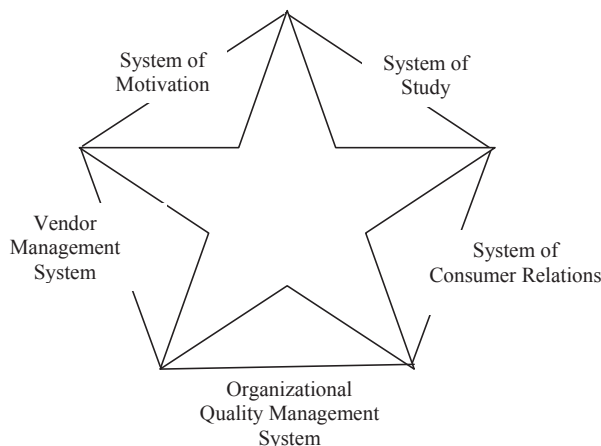 System of
Motivation
System of
Study
Vendor
Management
System
System of
Consumer Relations
Organizational
Quality Management
System